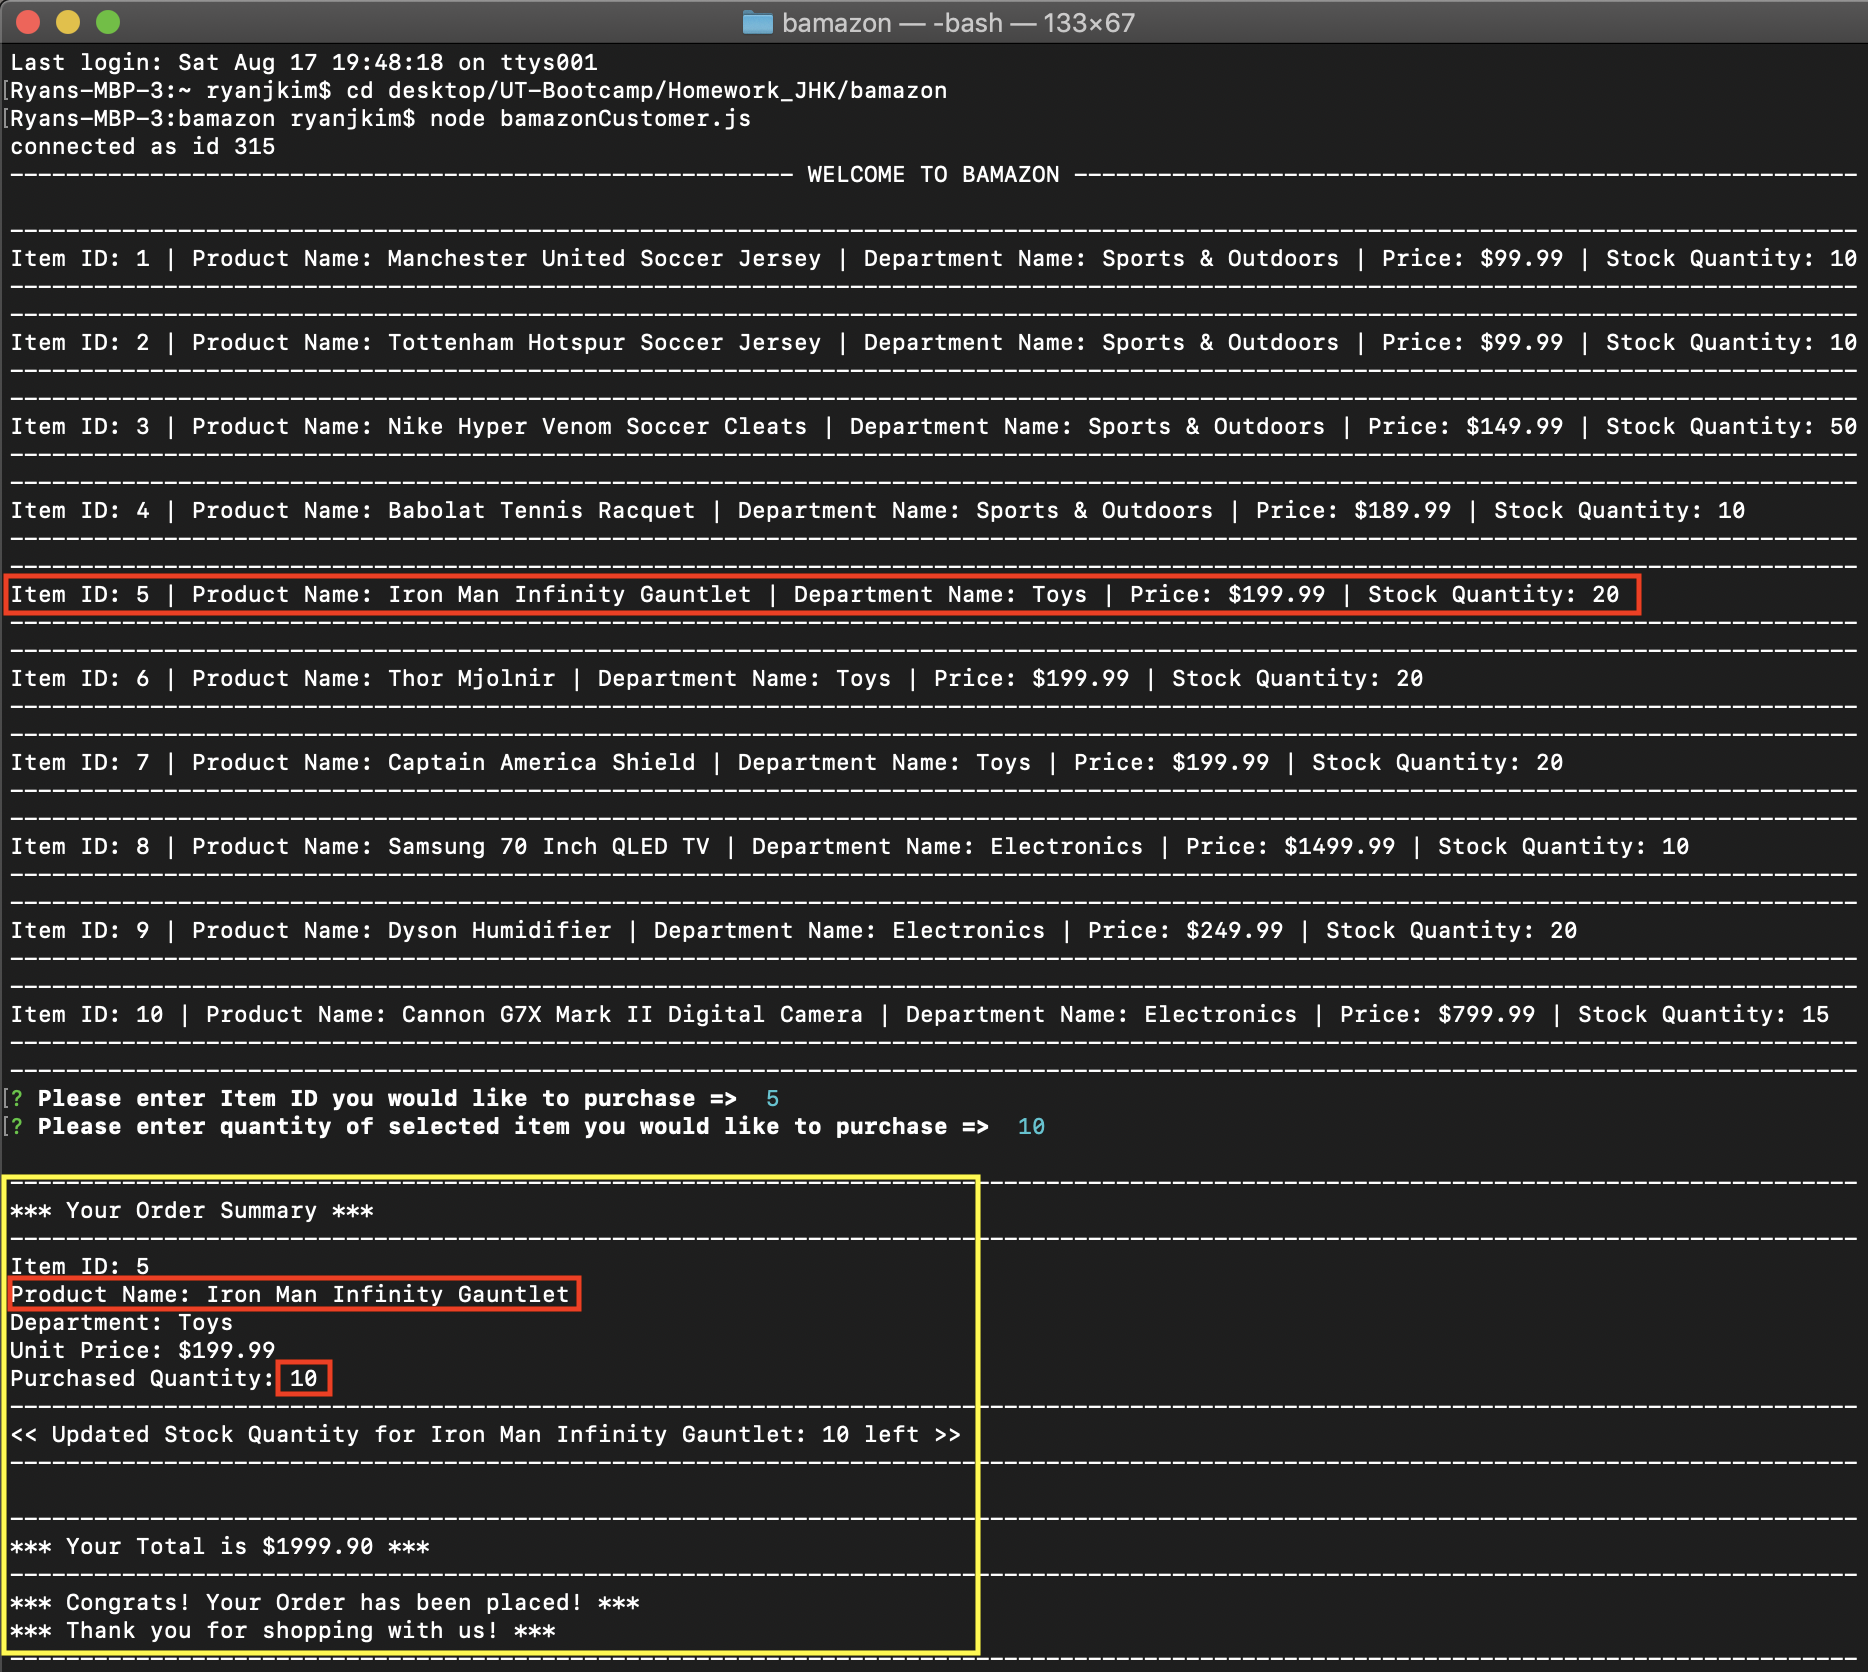 bamazon — -bash — 133×67
Last login: Sat Aug 17 19:48:18 on ttys001
[Ryans-MBP-3:~ ryanjkim$ cd desktop/UT-Bootcamp/Homework_JHK/bamazon
[Ryans-MBP-3:bamazon ryanjkim$ node bamazonCustomer.js
connected as id 315
-------------------------------------------------------- WELCOME TO BAMAZON --------------------------------------------------------
Item ID: 1 | Product Name: Manchester United Soccer Jersey | Department Name: Sports & Outdoors | Price: $99.99 | Stock Quantity: 10
Item ID: 2 | Product Name: Tottenham Hotspur Soccer Jersey | Department Name: Sports & Outdoors | Price: $99.99 | Stock Quantity: 10
Item ID: 3 | Product Name: Nike Hyper Venom Soccer Cleats | Department Name: Sports & Outdoors | Price: $149.99 | Stock Quantity: 50
Item ID: 4 | Product Name: Babolat Tennis Racquet | Department Name: Sports & Outdoors | Price: $189.99 | Stock Quantity: 10
Item ID: 5 | Product Name: Iron Man Infinity Gauntlet | Department Name: Toys | Price: $199.99 | Stock Quantity: 20
Item ID: 6 | Product Name: Thor Mjolnir | Department Name: Toys | Price: $199.99 | Stock Quantity: 20
Item ID: 7 | Product Name: Captain America Shield | Department Name: Toys | Price: $199.99 | Stock Quantity: 20
Item ID: 8 | Product Name: Samsung 70 Inch QLED TV | Department Name: Electronics | Price: $1499.99 | Stock Quantity: 10
Item ID: 9 | Product Name: Dyson Humidifier | Department Name: Electronics | Price: $249.99 | Stock Quantity: 20
Item ID: 10 | Product Name: Cannon G7X Mark II Digital Camera | Department Name: Electronics | Price: $799.99 | Stock Quantity: 15
[? Please enter Item ID you would like to purchase =>  5
[? Please enter quantity of selected item you would like to purchase =>  10
*** Your Order Summary ***
Item ID: 5
Product Name: Iron Man Infinity Gauntlet
Department: Toys
Unit Price: $199.99
Purchased Quantity: 10
<< Updated Stock Quantity for Iron Man Infinity Gauntlet: 10 left >>
*** Your Total is $1999.90 ***
*** Congrats! Your Order has been placed! ***
*** Thank you for shopping with us! ***